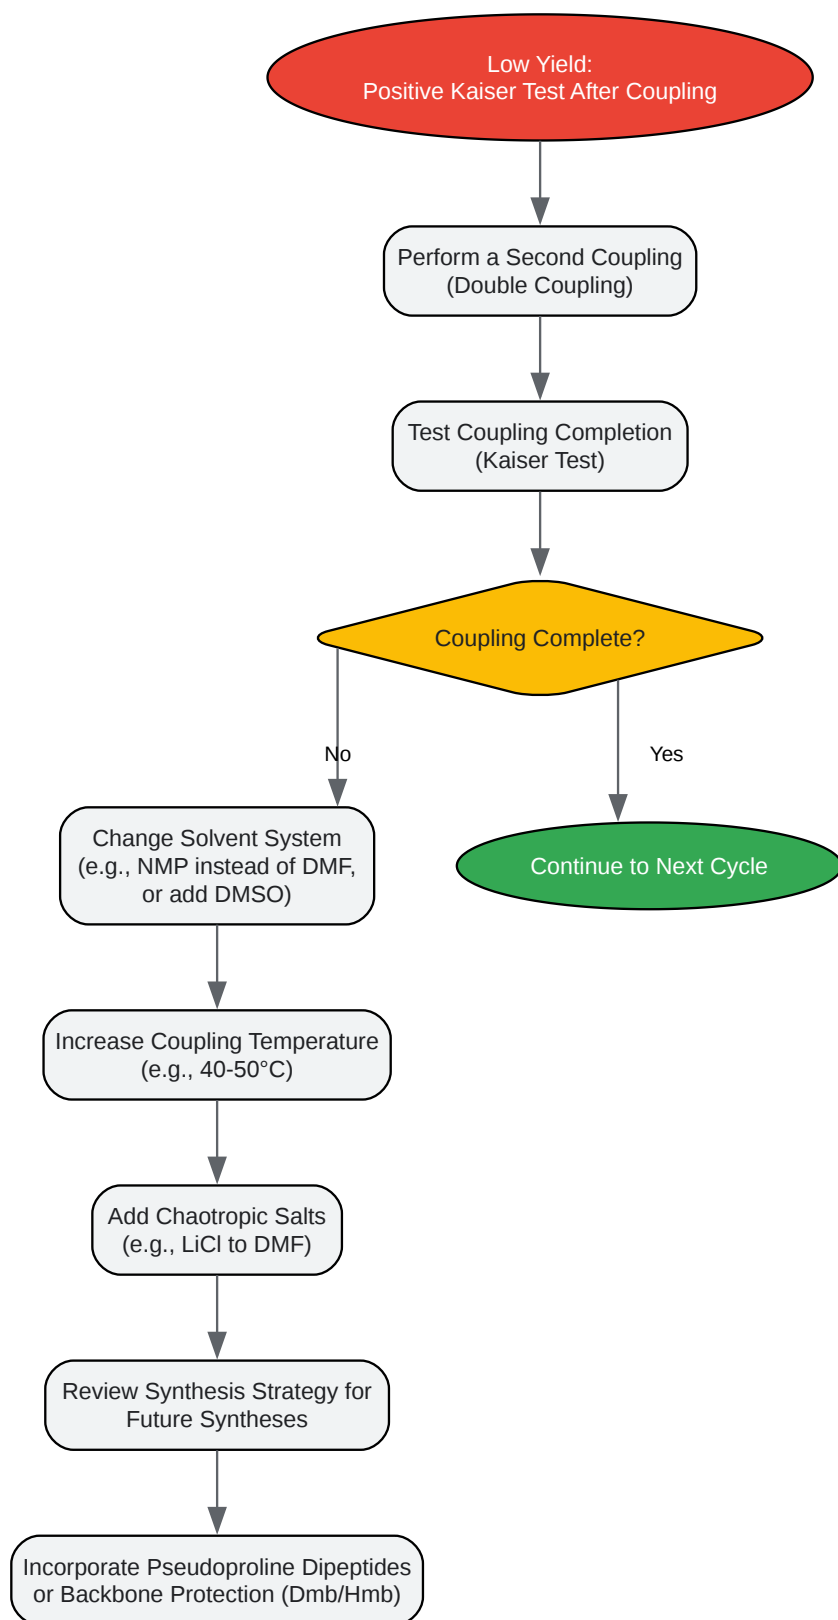 Low Yield:
Positive Kaiser Test After Coupling
Perform a Second Coupling
(Double Coupling)
Test Coupling Completion
(Kaiser Test)
Coupling Complete?
No
Yes
Change Solvent System
(e.g., NMP instead of DMF,
or add DMSO)
Continue to Next Cycle
Increase Coupling Temperature
(e.g., 40-50°C)
Add Chaotropic Salts
(e.g., LiCl to DMF)
Review Synthesis Strategy for
Future Syntheses
Incorporate Pseudoproline Dipeptides
or Backbone Protection (Dmb/Hmb)